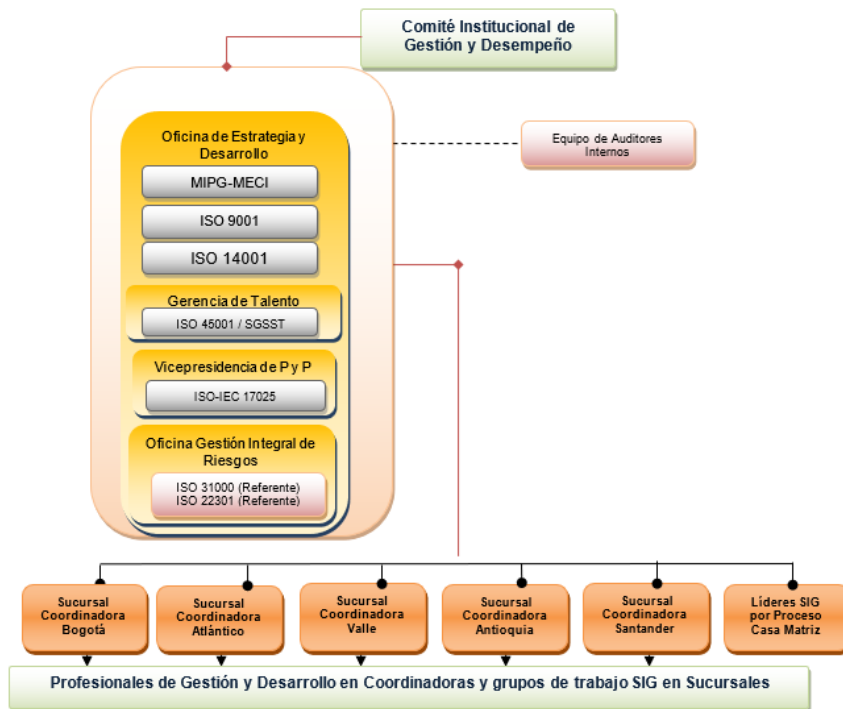 Comité Institucional de
Gestión y Desempeño
Oficina de Estrategia y
Desarrollo
MIPG-MECI
ISO 9001
ISO 14001
Equipo de Auditores
Internos
Gerencia de Talento
ISO 45001 / SGSST
Vicepresidencia de P y P
ISO-IEC 17025
Oficina Gestión Integral de
Riesgos
ISO 31000 (Referente)
ISO 22301 (Referente)
Sucursal
Coordinadora
Bogotá
Sucursal
Coordinadora
Atlántico
Sucursal
Coordinadora
Valle
Sucursal
Coordinadora
Antioquia
Sucursal
Coordinadora
Santander
Líderes SIG
por Proceso
Casa Matriz
Profesionales de Gestión y Desarrollo en Coordinadoras y grupos de trabajo SIG en Sucursales